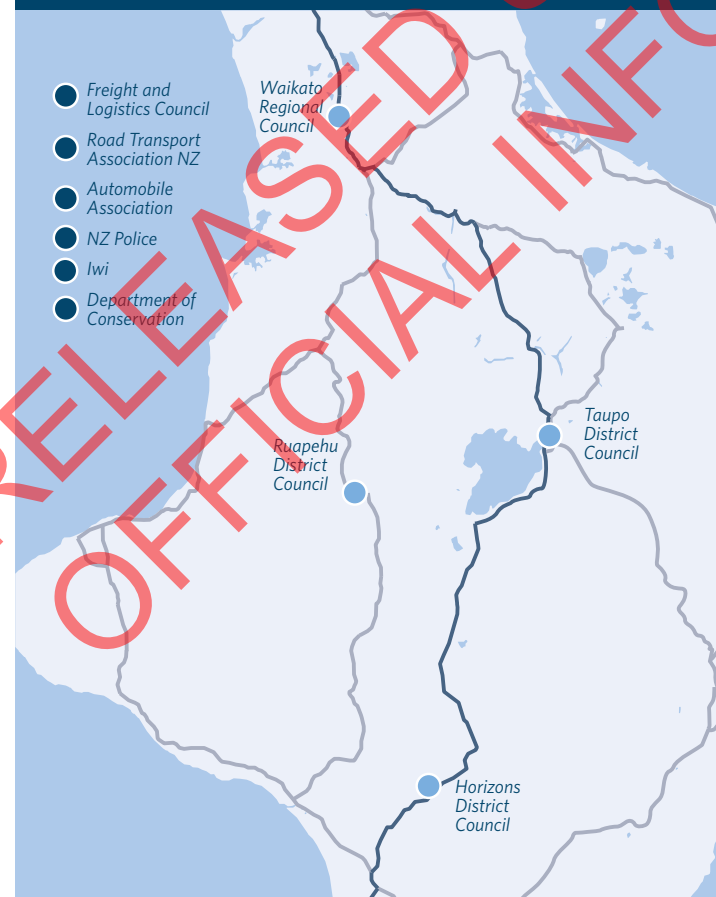 Freight and
Logistics Council
Road Transport
Association NZ
Automobile
Association
NZ Police
Iwi
Department of
Conservation
Waikato
Regional
Council
Taupo
District
Council
Ruapehu
District
Council
Horizons
District
Council
RELEASED
OFFICIAL INFO